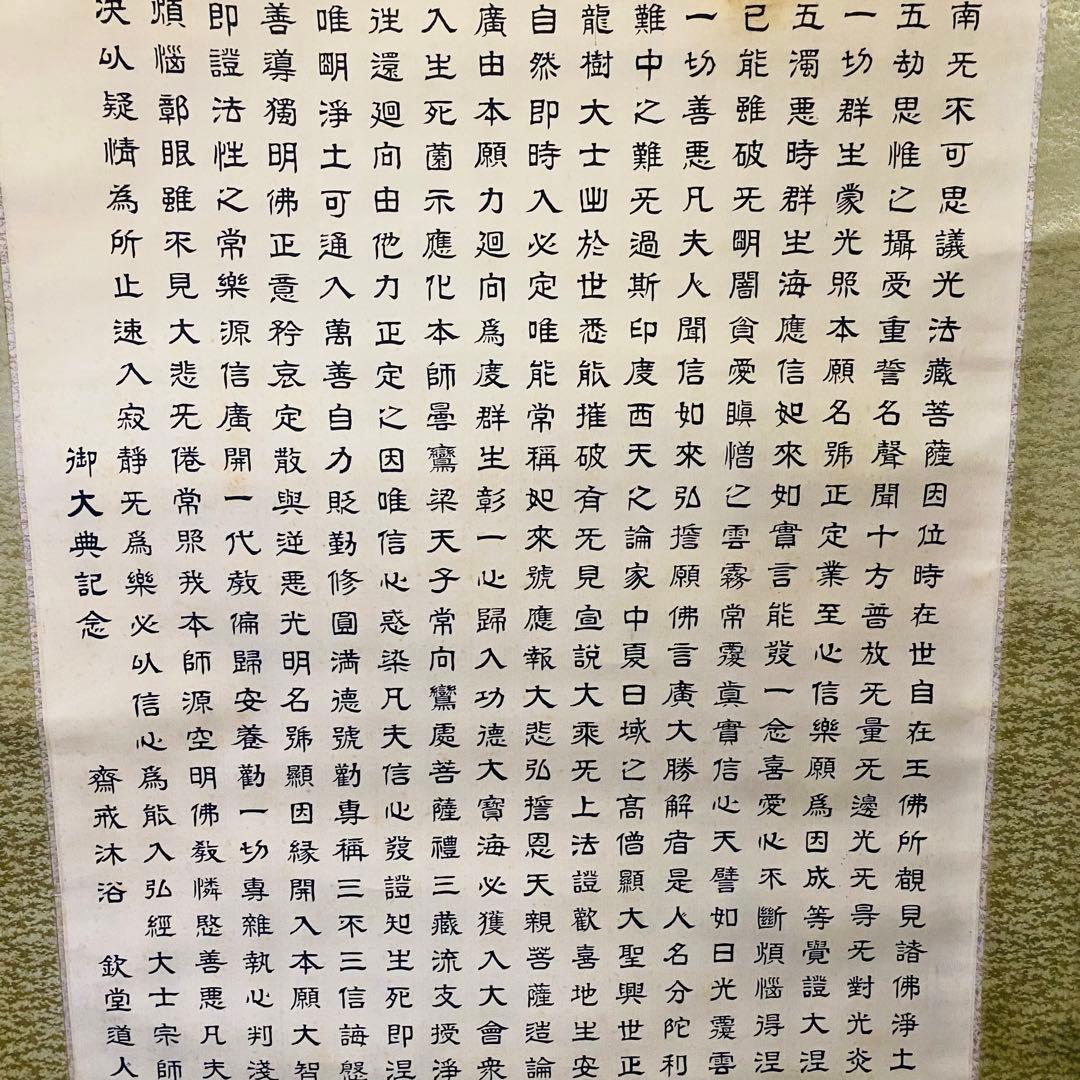 南无不可思議光法藏菩薩因位時在世自在王佛所覩見諸佛淨土
五劫思惟之攝受重誓名聲聞十方普放无量无邊光无㝵无對光炎
一切群生蒙光照本願名號正定業至心信樂願爲因成等覺證大涅
五濁悪時群生海應信如來如實言能發一念喜愛心不斷煩惱得涅
已能雖破无明闇貪愛瞋憎之雲霧常覆眞實信心天譬如日光覆雲
一切善悪凡夫人聞信如來弘誓願佛言廣大勝解者是人名分陀利
難中之難无過斯印度西天之論家中夏日域之高僧顯大聖興世正
龍樹大士出於世悉能摧破有无見宣說大乘无上法證歡喜地生安
自然即時入必定唯能常稱如來號應報大悲弘誓恩天親菩薩造論
廣由本願力廻向爲度群生彰一心歸入功德大寶海必獲入大會衆
入生死薗示應化本師曇鸞梁天子常向鸞處菩薩禮三藏流支授淨
往還廻向由他力正定之因唯信心惑染凡夫信心發證知生死即涅
唯明淨土可通入萬善自力貶勤修圓満德號勸專稱三不三信誨慇
善導獨明佛正意矜哀定散與逆悪光明名號顯因縁開入本願大智
即證法性之常樂源信廣開一代教偏歸安養勸一切專雜執心判淺
煩惱鄣眼雖不見大悲无倦常照我本師源空明佛教憐愍善悪凡夫
決以疑情為所止速入寂静无爲樂必以信心爲能入弘經大士宗師
御大典記念 齋戒沐浴 欽堂道人